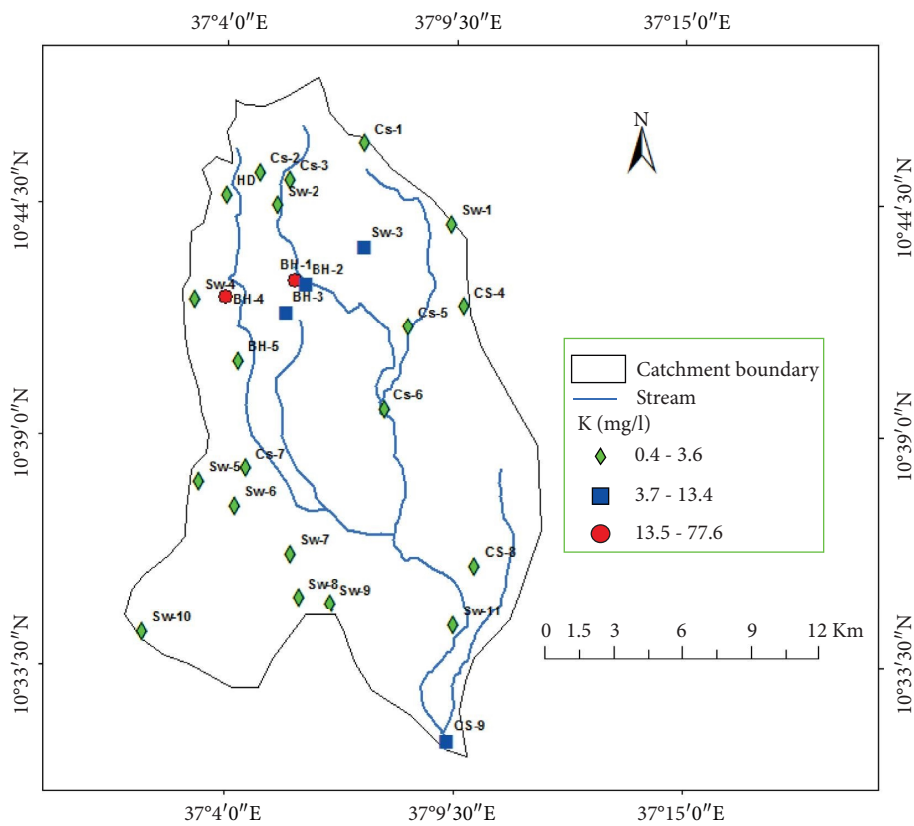 37°4′0″E 37°9′30″E 37°15′0″E
N
Cs-1
Cs-2
Cs-3
HD
Sw-2
10°44′30″N 10°44′30″N
Sw-1
Sw-3
BH-1
BH-2
Sw-4
BH-4
BH-3
CS-4
Cs-5
BH-5
Cs-6
10°39′0″N 10°39′0″N
Catchment boundary
Stream
K (mg/l)
0.4 - 3.6
3.7 - 13.4
13.5 - 77.6
Cs-7
Sw-5
Sw-6
Sw-7
CS-8
Sw-8
Sw-9
Sw-10
Sw-11
0 1.5 3 6 9 12 Km
10°33′30″N 10°33′30″N
CS-9
37°4′0″E 37°9′30″E 37°15′0″E